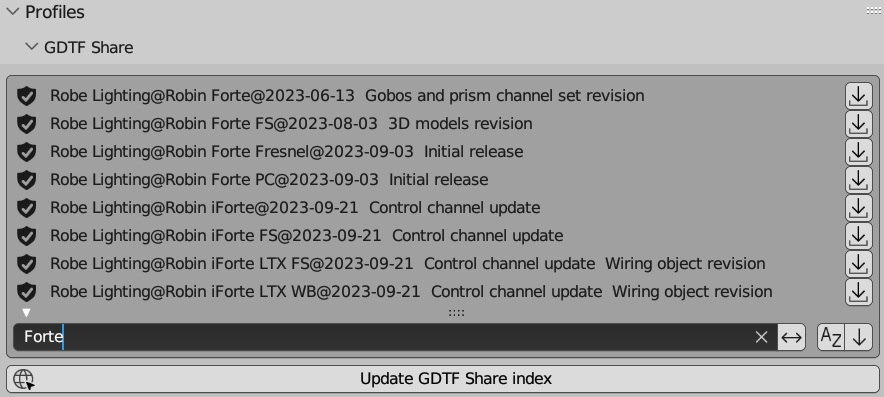 Profiles
GDTF Share
Robe Lighting@Robin Forte@2023-06-13 Gobos and prism channel set revision
Robe Lighting@Robin Forte FS@2023-08-03 3D models revision
Robe Lighting@Robin Forte Fresnel@2023-09-03 Initial release
Robe Lighting@Robin Forte PC@2023-09-03 Initial release
Robe Lighting@Robin iForte@2023-09-21 Control channel update
Robe Lighting@Robin iForte FS@2023-09-21 Control channel update
Robe Lighting@Robin iForte LTX FS@2023-09-21 Control channel update Wiring object revision
Robe Lighting@Robin iForte LTX WB@2023-09-21 Control channel update Wiring object revision
Forte AZ
Update GDTF Share index